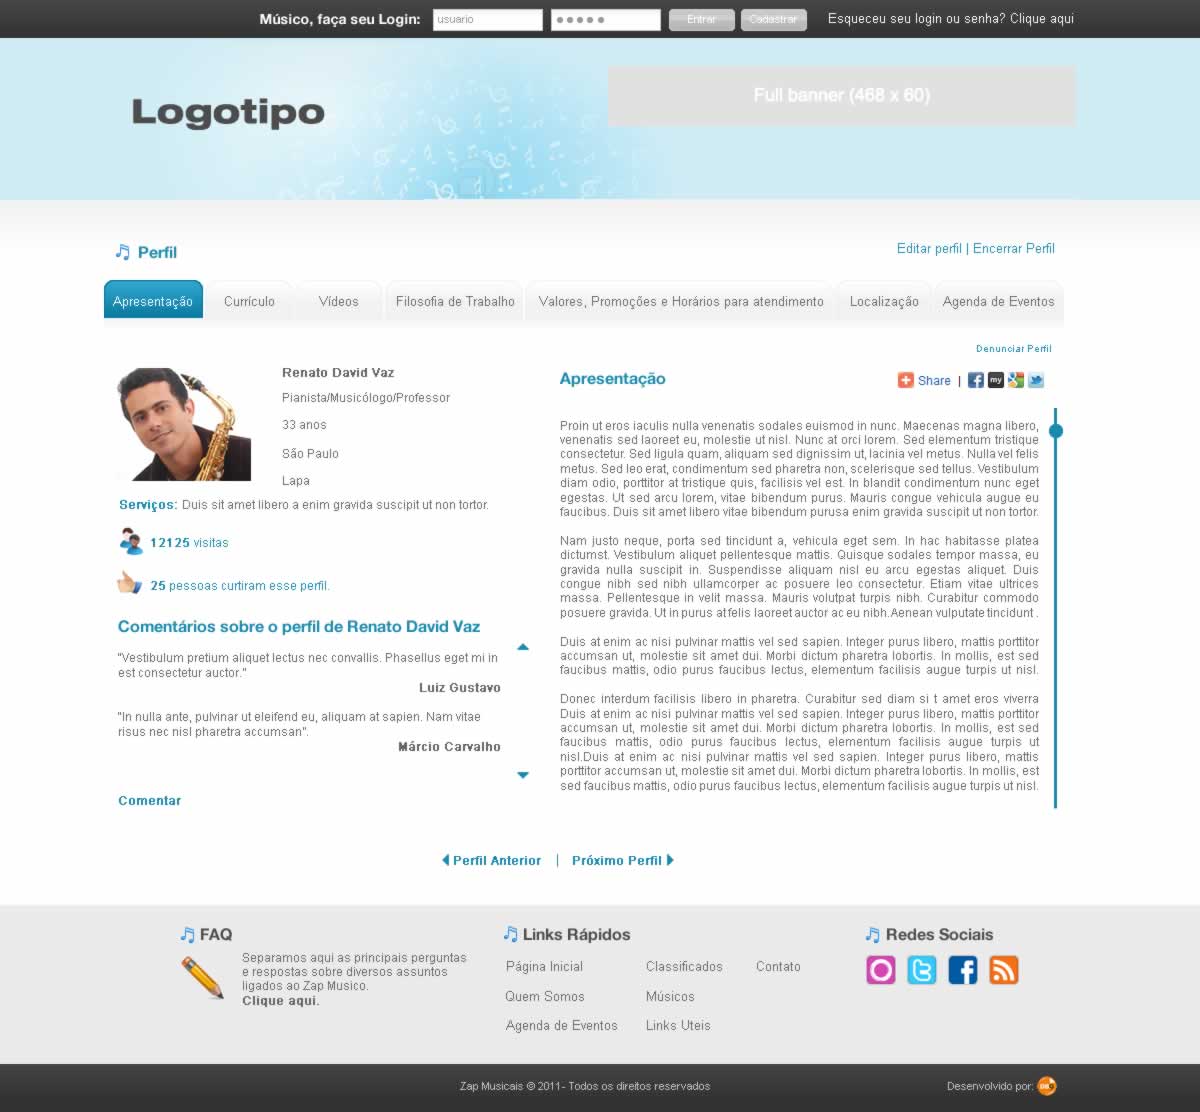 Músico, faça seu Login: usuario Entrar Cadastrar Esqueceu seu login ou senha? Clique aqui
Logotipo
Full banner (468 x 60)
Perfil
Editar perfil | Encerrar Perfil
Apresentação Currículo Vídeos Filosofia de Trabalho Valores, Promoções e Horários para atendimento Localização Agenda de Eventos
Denunciar Perfil
Renato David Vaz
Pianista/Musicólogo/Professor
33 anos
São Paulo
Lapa
Serviços: Duis sit amet libero a enim gravida suscipit ut non tortor.
12125 visitas
25 pessoas curtiram esse perfil.
Comentários sobre o perfil de Renato David Vaz
"Vestibulum pretium aliquet lectus nec convallis. Phasellus eget mi in
est consectetur auctor."
Luiz Gustavo
"In nulla ante, pulvinar ut eleifend eu, aliquam at sapien. Nam vitae
risus nec nisl pharetra accumsan".
Márcio Carvalho
Comentar
Apresentação
Share | my
Proin ut eros iaculis nulla venenatis sodales euismod in nunc. Maecenas magna libero,
venenatis sed laoreet eu, molestie ut nisl. Nunc at orci lorem. Sed elementum tristique
consectetur. Sed ligula quam, aliquam sed dignissim ut, lacinia vel metus. Nulla vel felis
metus. Sed leo erat, condimentum sed pharetra non, scelerisque sed tellus. Vestibulum
diam odio, porttitor at tristique quis, facilisis vel est. In blandit condimentum nunc eget
egestas. Ut sed arcu lorem, vitae bibendum purus. Mauris congue vehicula augue eu
faucibus. Duis sit amet libero vitae bibendum purusa enim gravida suscipit ut non tortor.
Nam justo neque, porta sed tincidunt a, vehicula eget sem. In hac habitasse platea
dictumst. Vestibulum aliquet pellentesque mattis. Quisque sodales tempor massa, eu
gravida nulla suscipit in. Suspendisse aliquam nisl eu arcu egestas aliquet. Duis
congue nibh sed nibh ullamcorper ac posuere leo consectetur. Etiam vitae ultrices
massa. Pellentesque in velit massa. Mauris volutpat turpis nibh. Curabitur commodo
posuere gravida. Ut in purus at felis laoreet auctor ac eu nibh.Aenean vulputate tincidunt .
Duis at enim ac nisi pulvinar mattis vel sed sapien. Integer purus libero, mattis porttitor
accumsan ut, molestie sit amet dui. Morbi dictum pharetra lobortis. In mollis, est sed
faucibus mattis, odio purus faucibus lectus, elementum facilisis augue turpis ut nisl.
Donec interdum facilisis libero in pharetra. Curabitur sed diam si t amet eros viverra
Duis at enim ac nisi pulvinar mattis vel sed sapien. Integer purus libero, mattis porttitor
accumsan ut, molestie sit amet dui. Morbi dictum pharetra lobortis. In mollis, est sed
faucibus mattis, odio purus faucibus lectus, elementum facilisis augue turpis ut
nisl.Duis at enim ac nisi pulvinar mattis vel sed sapien. Integer purus libero, mattis
porttitor accumsan ut, molestie sit amet dui. Morbi dictum pharetra lobortis. In mollis, est
sed faucibus mattis, odio purus faucibus lectus, elementum facilisis augue turpis ut nisl.
Perfil Anterior | Próximo Perfil
FAQ
Separamos aqui as principais perguntas
e respostas sobre diversos assuntos
ligados ao Zap Musico.
Clique aqui.
Links Rápidos
Página Inicial Classificados Contato
Quem Somos Músicos
Agenda de Eventos Links Uteis
Redes Sociais
Zap Musicais © 2011- Todos os direitos reservados
Desenvolvido por: